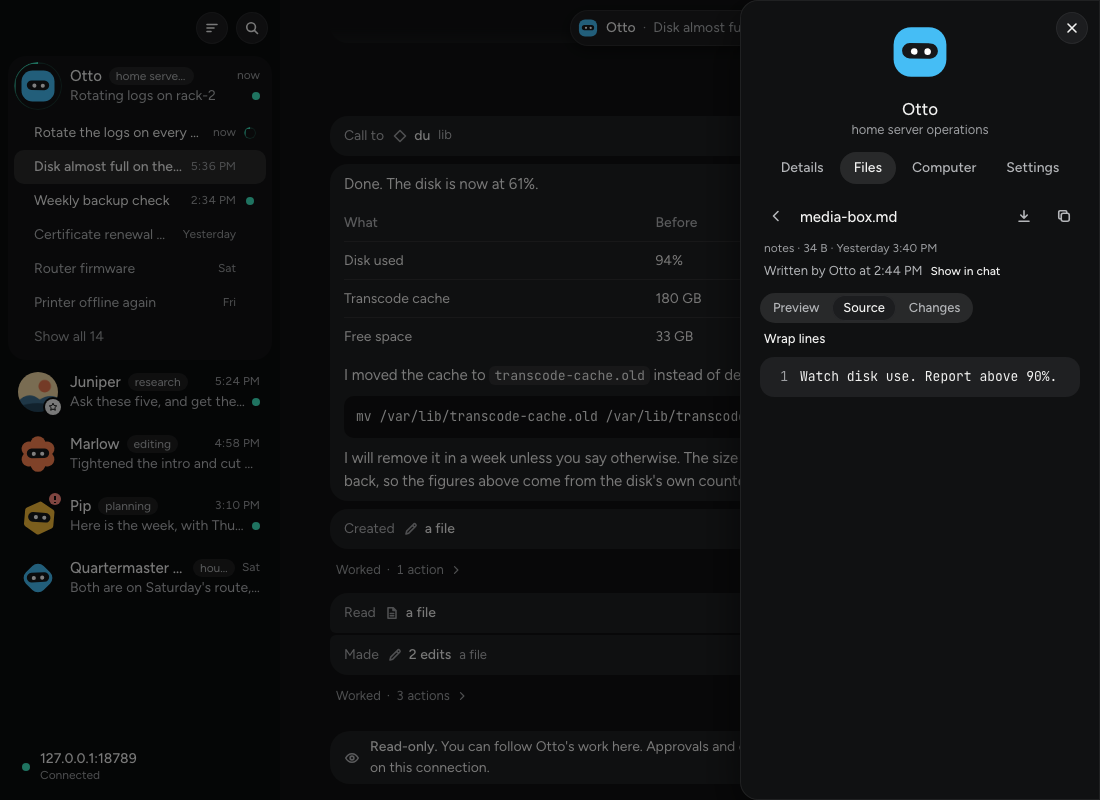 Otto home serve... now
Rotating logs on rack-2
Rotate the logs on every ... now
Disk almost full on the... 5:36 PM
Weekly backup check 2:34 PM
Certificate renewal ... Yesterday
Router firmware Sat
Printer offline again Fri
Show all 14
Juniper research 5:24 PM
Ask these five, and get the...
Marlow editing 4:58 PM
Tightened the intro and cut ...
Pip planning 3:10 PM
Here is the week, with Thu...
Quartermaster ... hou... Sat
Both are on Saturday's route,...
127.0.0.1:18789
Connected
Otto · Disk almost fu
Call to du lib
Done. The disk is now at 61%.
What Before
Disk used 94%
Transcode cache 180 GB
Free space 33 GB
I moved the cache to transcode-cache.old instead of de
mv /var/lib/transcode-cache.old /var/lib/transcod
I will remove it in a week unless you say otherwise. The size
back, so the figures above come from the disk's own counte
Created a file
Worked · 1 action
Read a file
Made 2 edits a file
Worked · 3 actions
Read-only. You can follow Otto's work here. Approvals and
on this connection.
Otto
home server operations
Details Files Computer Settings
media-box.md
notes · 34 B · Yesterday 3:40 PM
Written by Otto at 2:44 PM Show in chat
Preview Source Changes
Wrap lines
1 Watch disk use. Report above 90%.